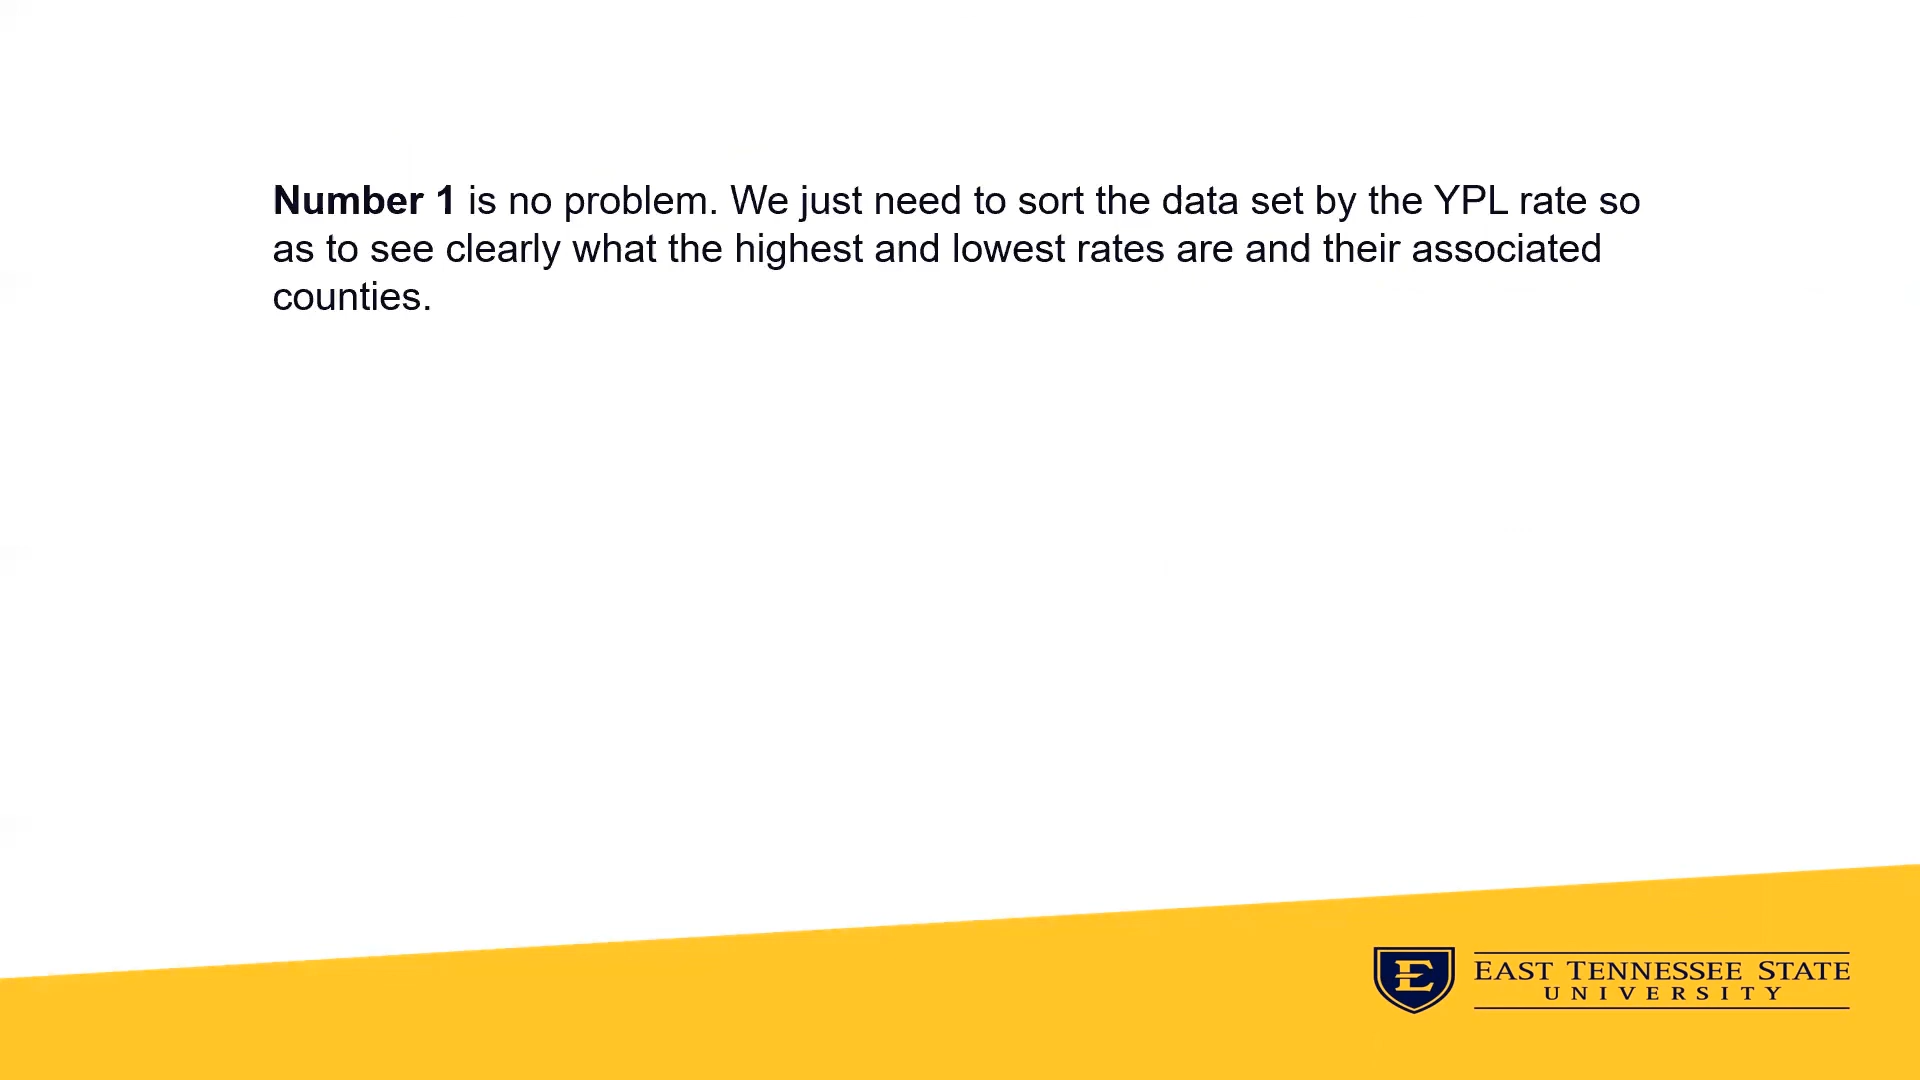 Number 1 is no problem. We just need to sort the data set by the YPL rate so
as to see clearly what the highest and lowest rates are and their associated
counties.
E
EAST TENNESSEE STATE
UNIVERSITY